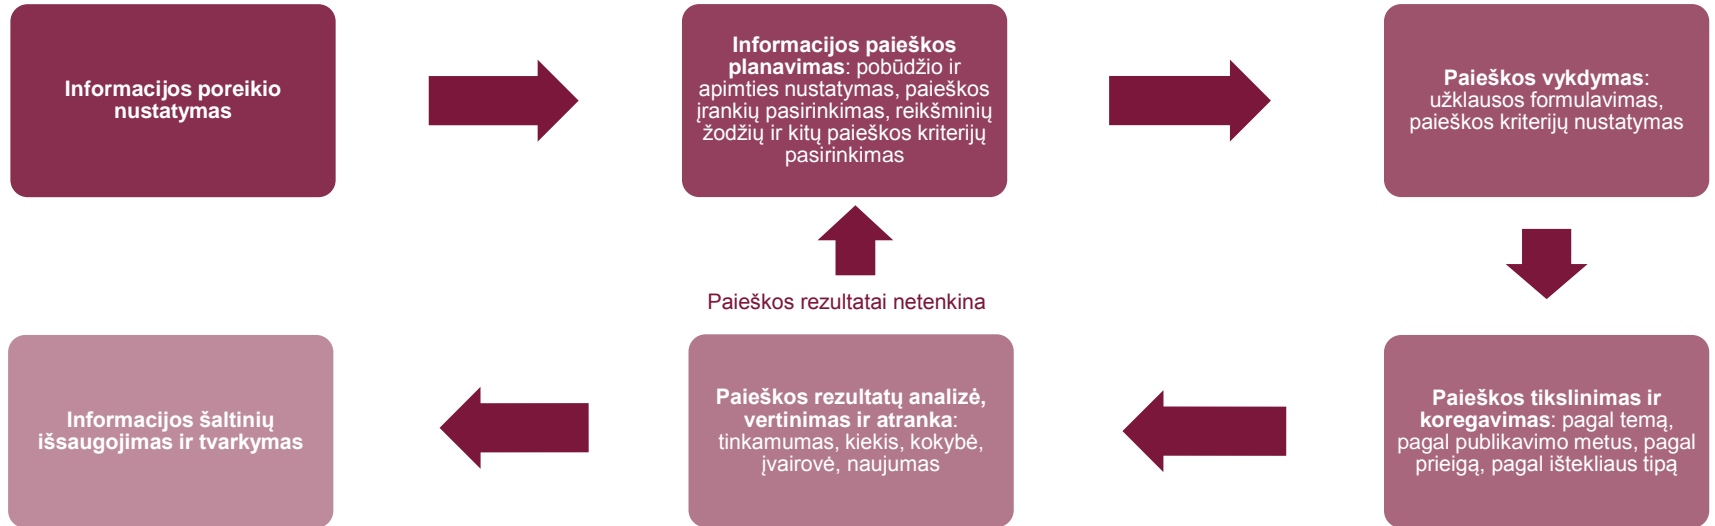 Informacijos poreikio
nustatymas
Informacijos paieškos
planavimas: pobūdžio ir
apimties nustatymas, paieškos
įrankių pasirinkimas, reikšminių
žodžių ir kitų paieškos kriterijų
pasirinkimas
Paieškos vykdymas:
užklausos formulavimas,
paieškos kriterijų nustatymas
Paieškos rezultatai netenkina
Informacijos šaltinių
išsaugojimas ir tvarkymas
Paieškos rezultatų analizė,
vertinimas ir atranka:
tinkamumas, kiekis, kokybė,
įvairovė, naujumas
Paieškos tikslinimas ir
koregavimas: pagal temą,
pagal publikavimo metus, pagal
prieigą, pagal ištekliaus tipą